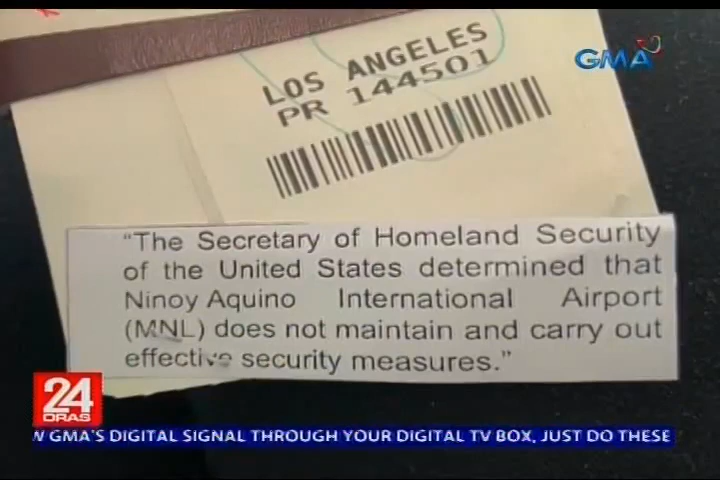 GMA
LOS ANGELES
PR 144501
“The Secretary of Homeland Security
of the United States determined that
Ninoy Aquino International Airport
(MNL) does not maintain and carry out
effective security measures.”
24
ORAS
GMA'S DIGITAL SIGNAL THROUGH YOUR DIGITAL TV BOX, JUST DO THESE